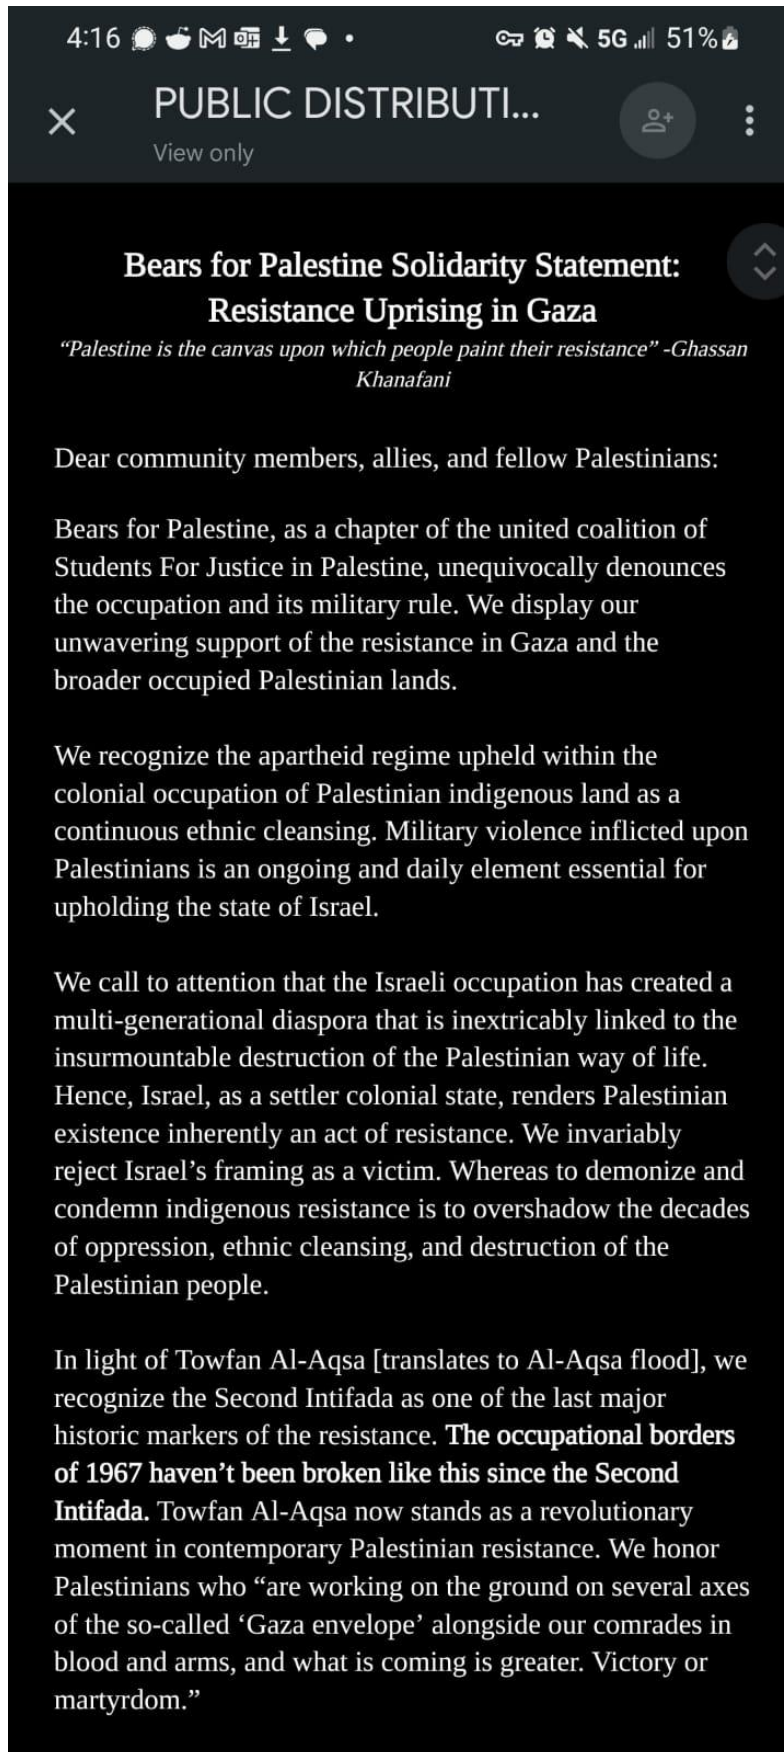 4:16
5G 51%
PUBLIC DISTRIBUTI...
View only
Bears for Palestine Solidarity Statement:
Resistance Uprising in Gaza
“Palestine is the canvas upon which people paint their resistance” -Ghassan
Khanafani
Dear community members, allies, and fellow Palestinians:
Bears for Palestine, as a chapter of the united coalition of
Students For Justice in Palestine, unequivocally denounces
the occupation and its military rule. We display our
unwavering support of the resistance in Gaza and the
broader occupied Palestinian lands.
We recognize the apartheid regime upheld within the
colonial occupation of Palestinian indigenous land as a
continuous ethnic cleansing. Military violence inflicted upon
Palestinians is an ongoing and daily element essential for
upholding the state of Israel.
We call to attention that the Israeli occupation has created a
multi-generational diaspora that is inextricably linked to the
insurmountable destruction of the Palestinian way of life.
Hence, Israel, as a settler colonial state, renders Palestinian
existence inherently an act of resistance. We invariably
reject Israel’s framing as a victim. Whereas to demonize and
condemn indigenous resistance is to overshadow the decades
of oppression, ethnic cleansing, and destruction of the
Palestinian people.
In light of Towfan Al-Aqsa [translates to Al-Aqsa flood], we
recognize the Second Intifada as one of the last major
historic markers of the resistance. The occupational borders
of 1967 haven’t been broken like this since the Second
Intifada. Towfan Al-Aqsa now stands as a revolutionary
moment in contemporary Palestinian resistance. We honor
Palestinians who “are working on the ground on several axes
of the so-called ‘Gaza envelope’ alongside our comrades in
blood and arms, and what is coming is greater. Victory or
martyrdom.”